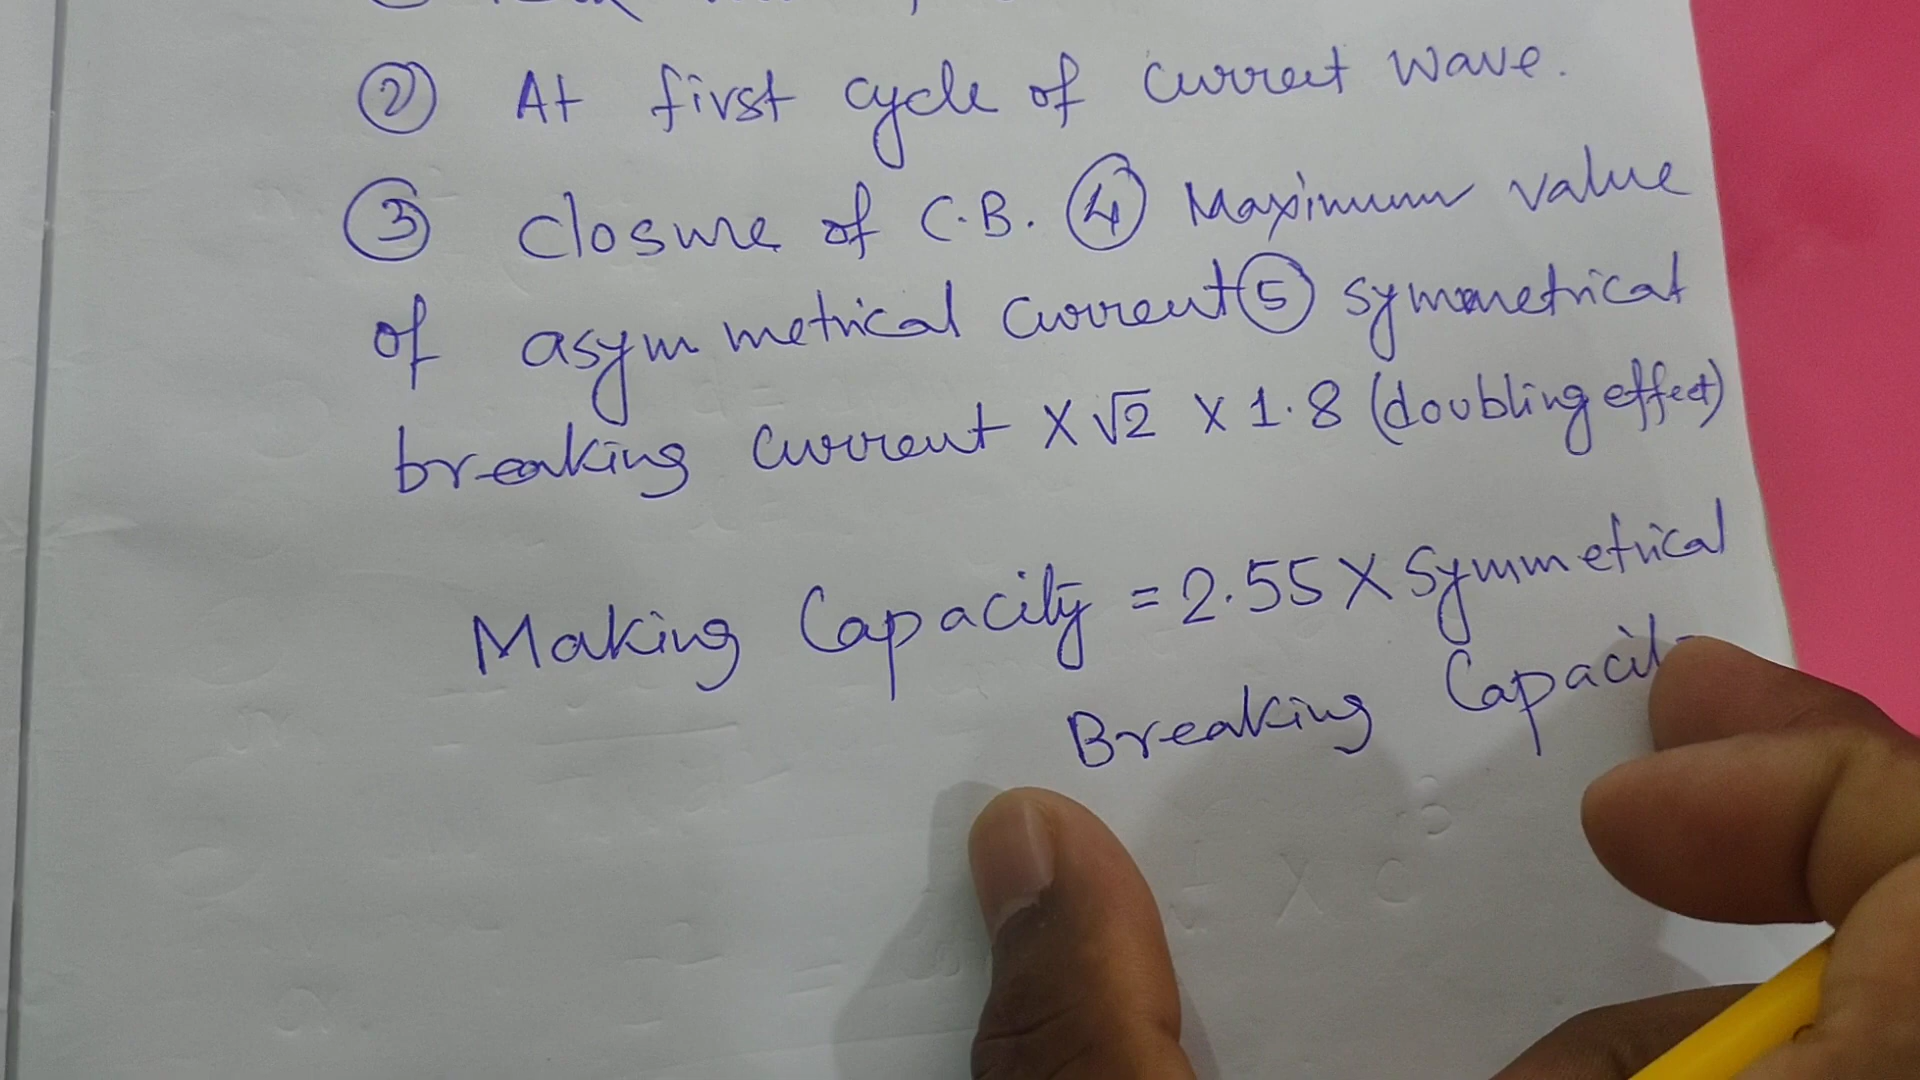 ② At first cycle of current wave.
③ closure of C.B. ④ Maximum value
of asymmetrical current ⑤ symmetrical
breaking current X √2 X 1.8 (doubling effect)
Making Capacity = 2.55 X Symmetrical
Breaking